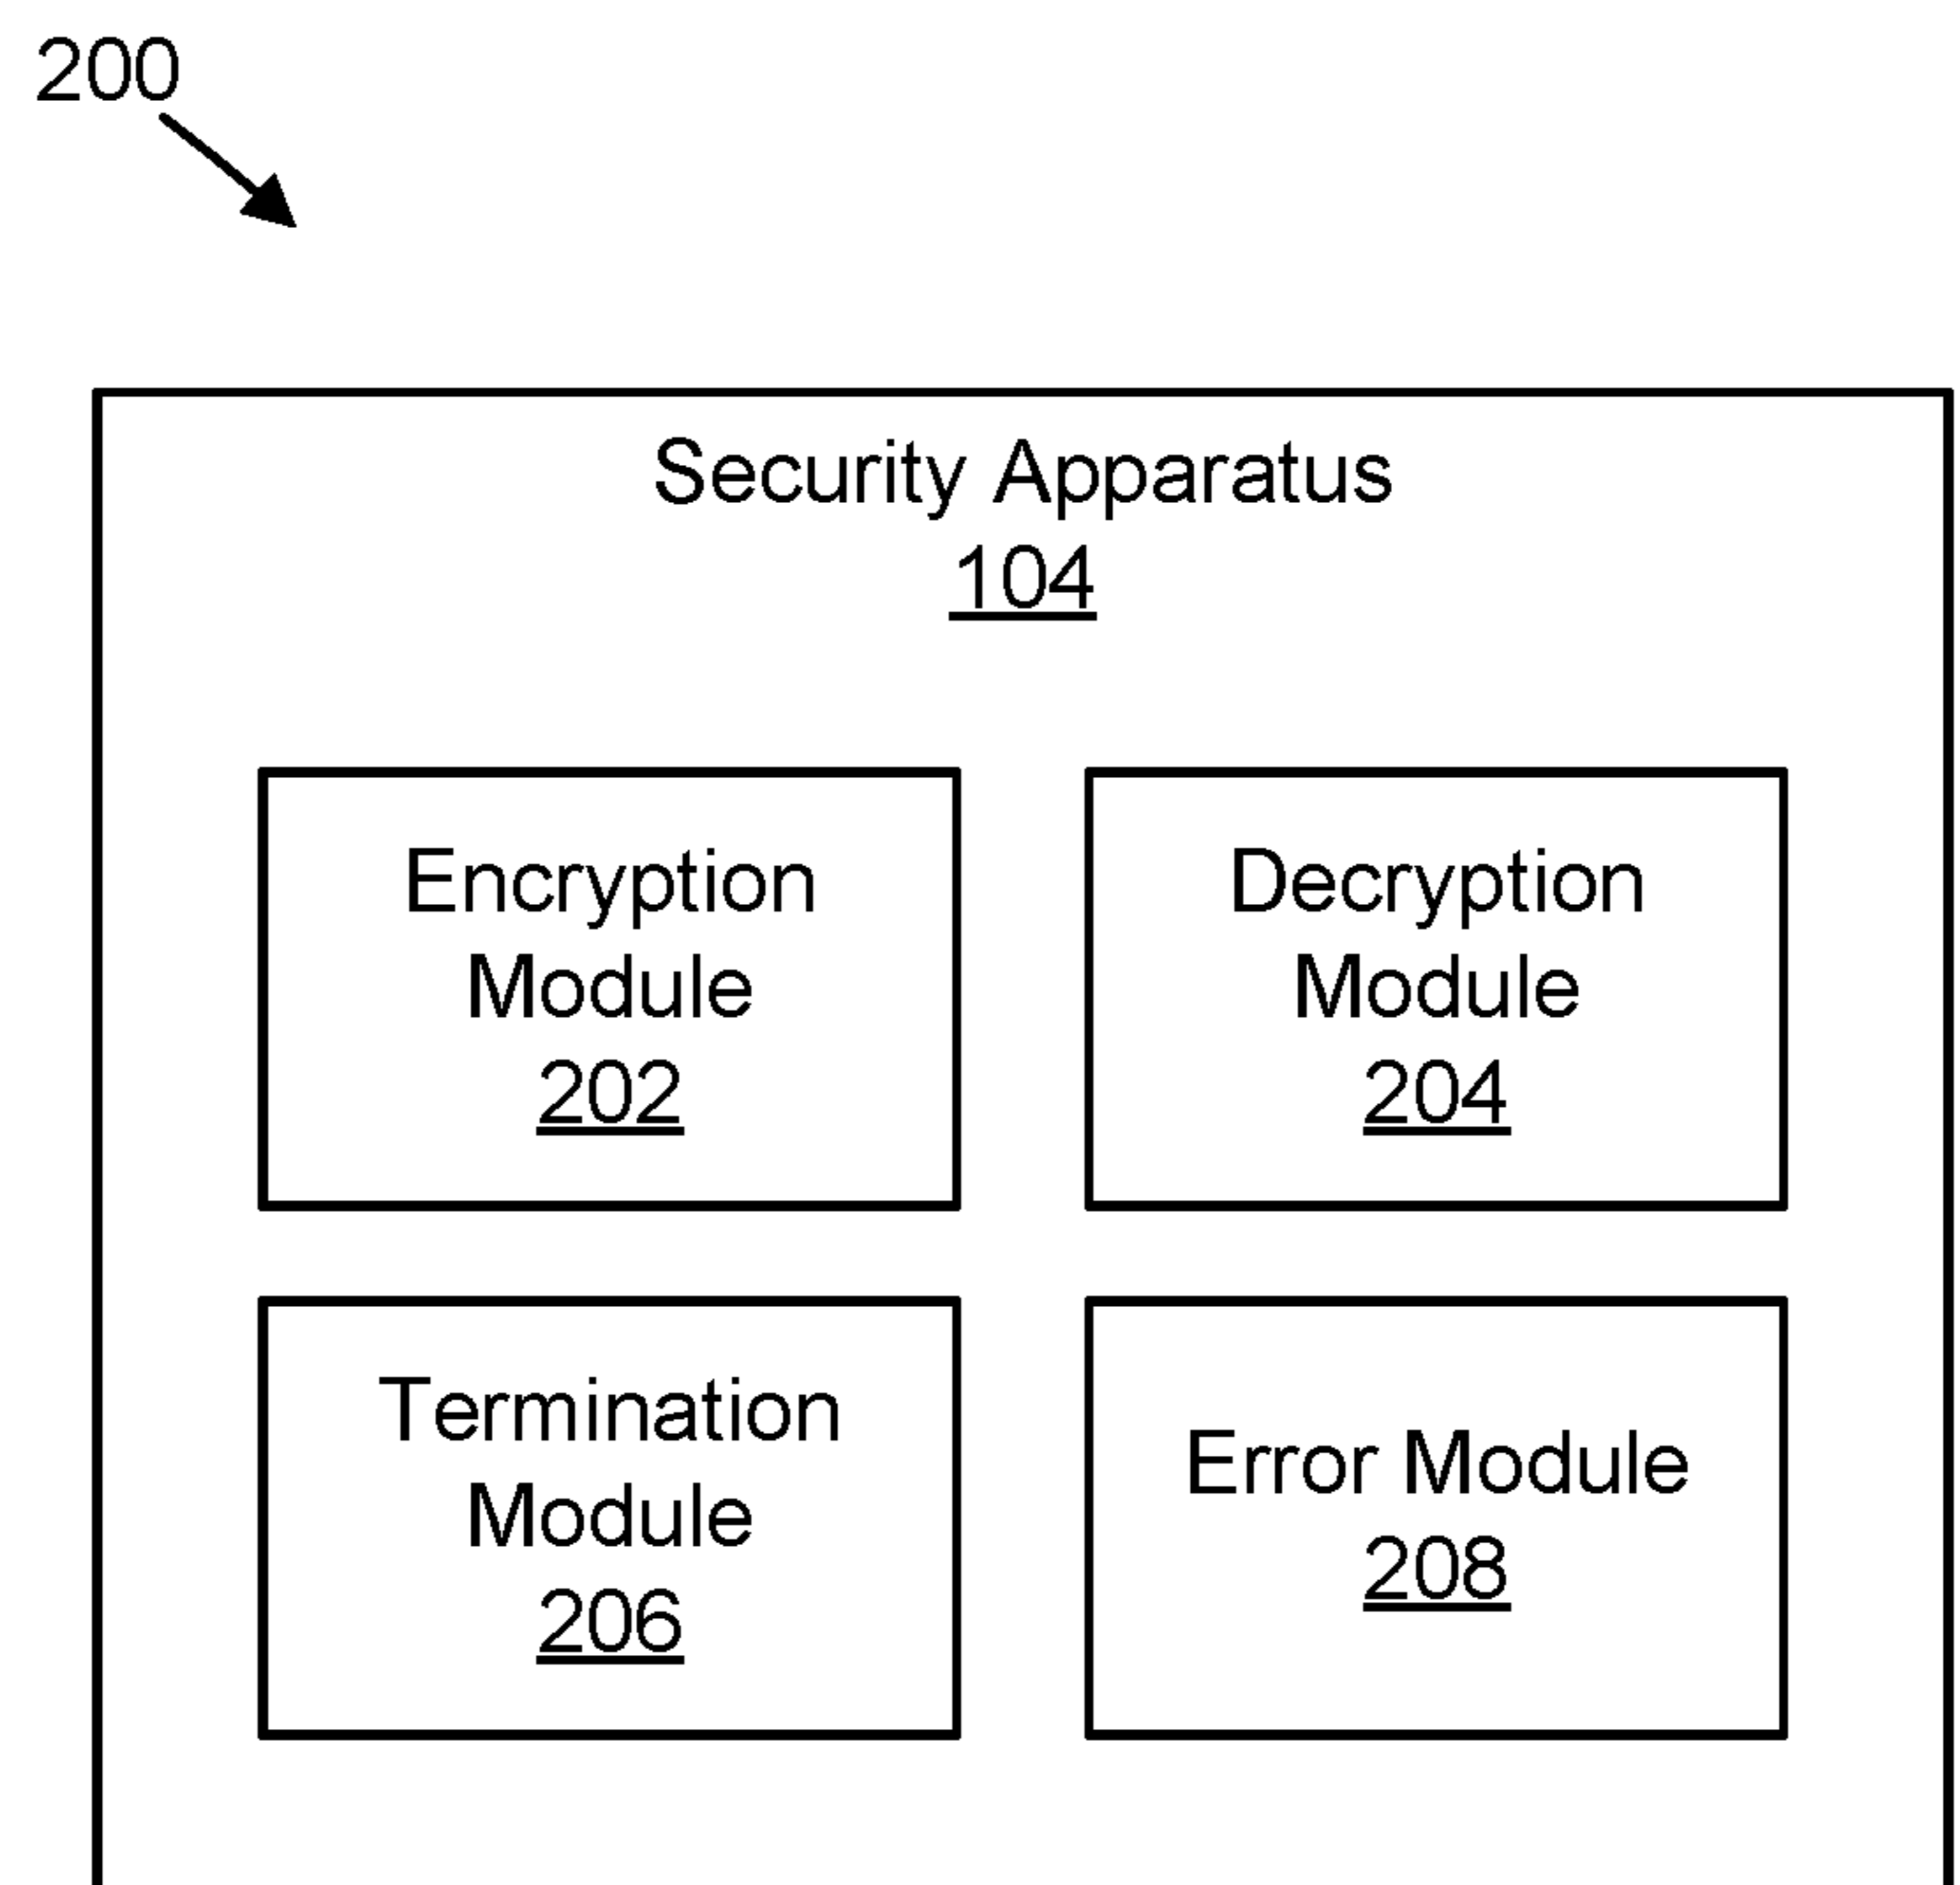 200
Security Apparatus
104
Encryption
Module
202
Decryption
Module
204
Termination
Module
206
Error Module
208